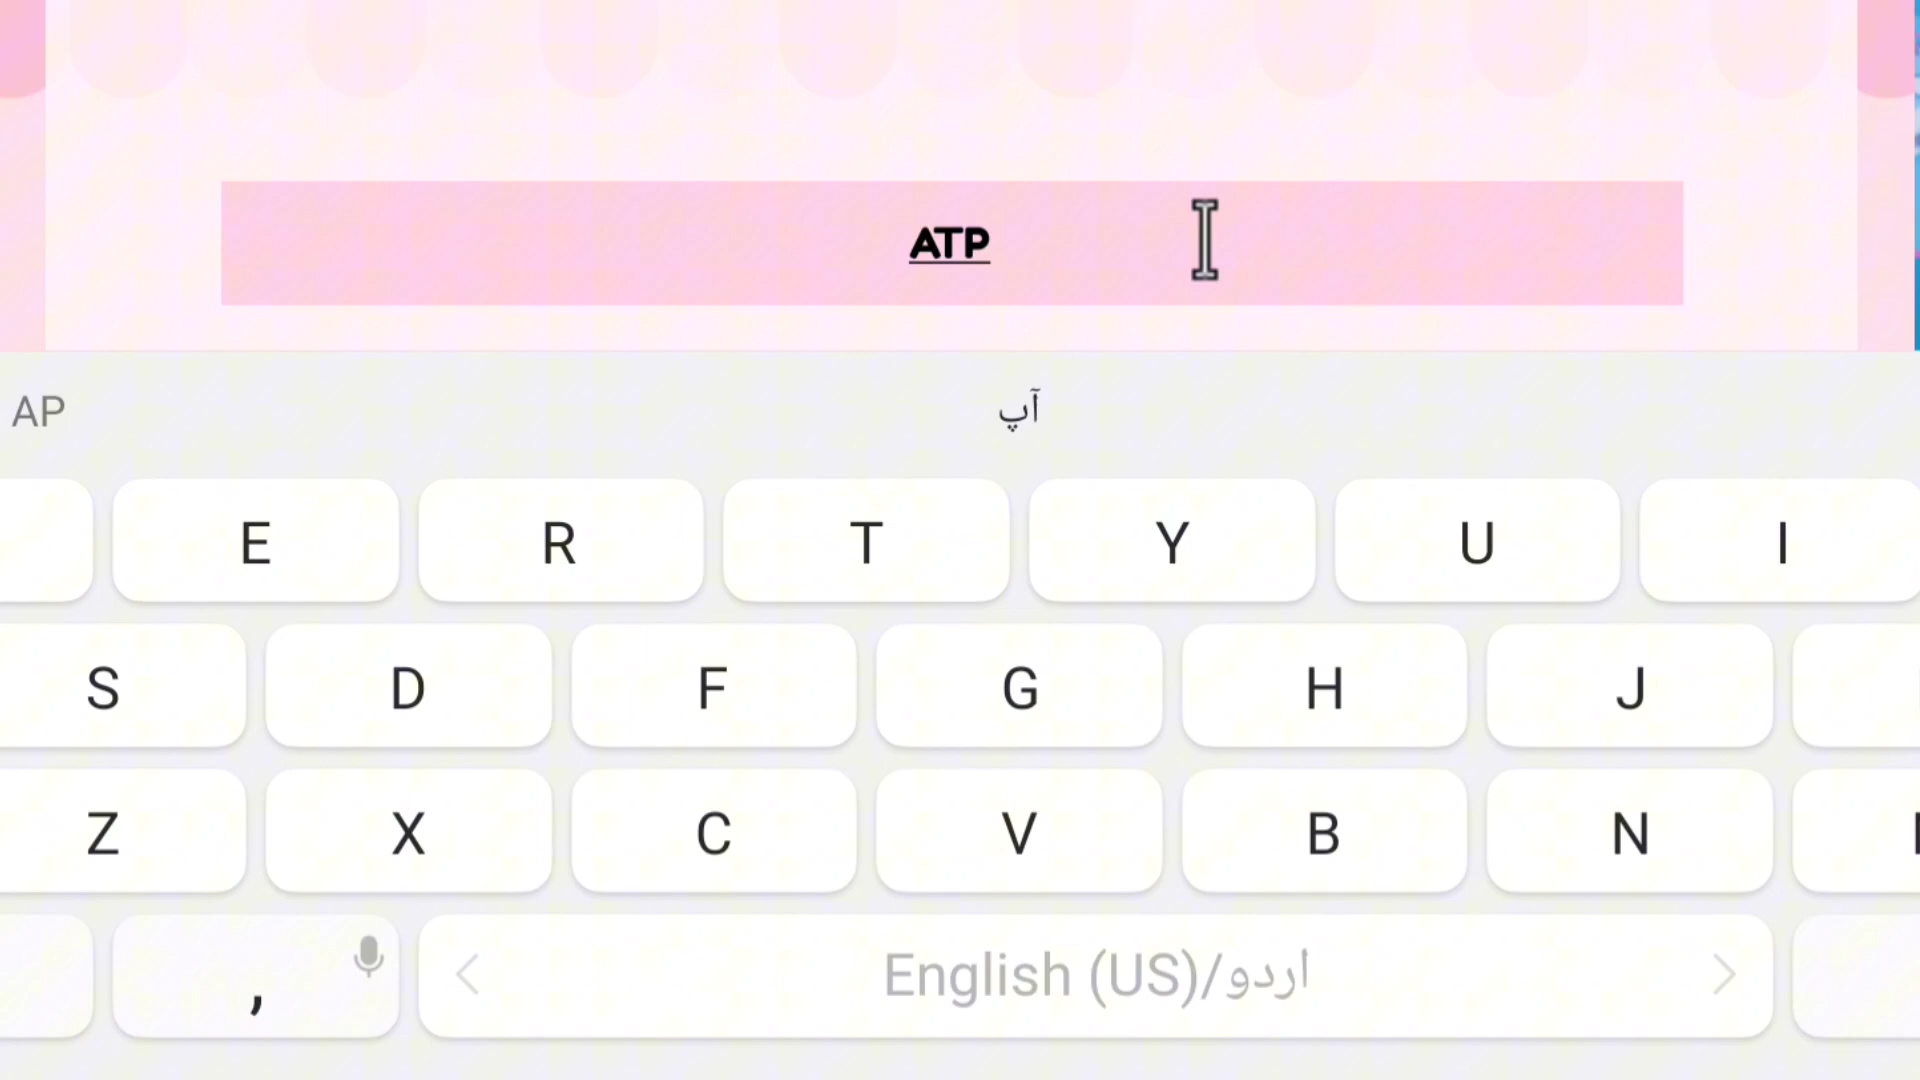 ATP
AP آپ
E R T Y U I
S D F G H J
Z X C V B N
, English (US)/اردو